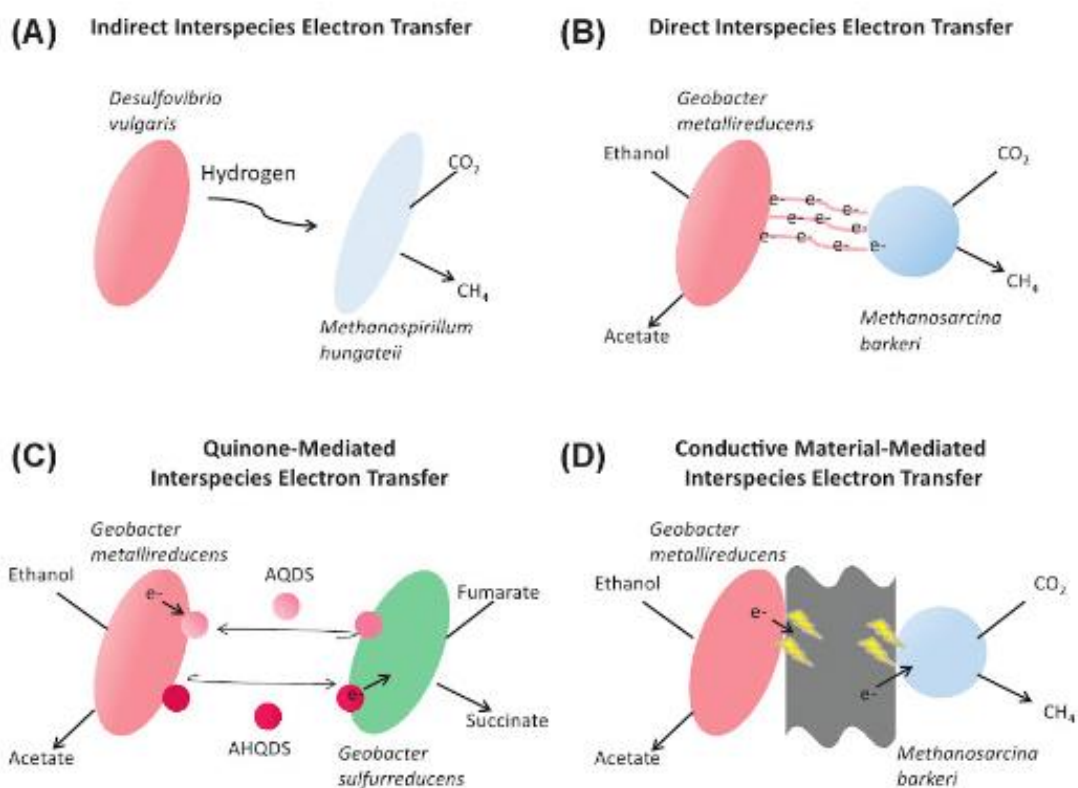 (A) Indirect Interspecies Electron Transfer
Desulfovibrio
vulgaris
Hydrogen
CO2
CH4
Methanospirillum
hungateii
(B) Direct Interspecies Electron Transfer
Geobacter
metallireducens
Ethanol
CO2
e- e- e-
e- e- e-
e- e- e-
Acetate
CH4
Methanosarcina
barkeri
(C) Quinone-Mediated
Interspecies Electron Transfer
Geobacter
metallireducens
Ethanol
AQDS
Fumarate
e-
e-
Acetate
AHQDS
Succinate
Geobacter
sulfurreducens
(D) Conductive Material-Mediated
Interspecies Electron Transfer
Geobacter
metallireducens
Ethanol
CO2
e-
e-
Acetate
CH4
Methanosarcina
barkeri